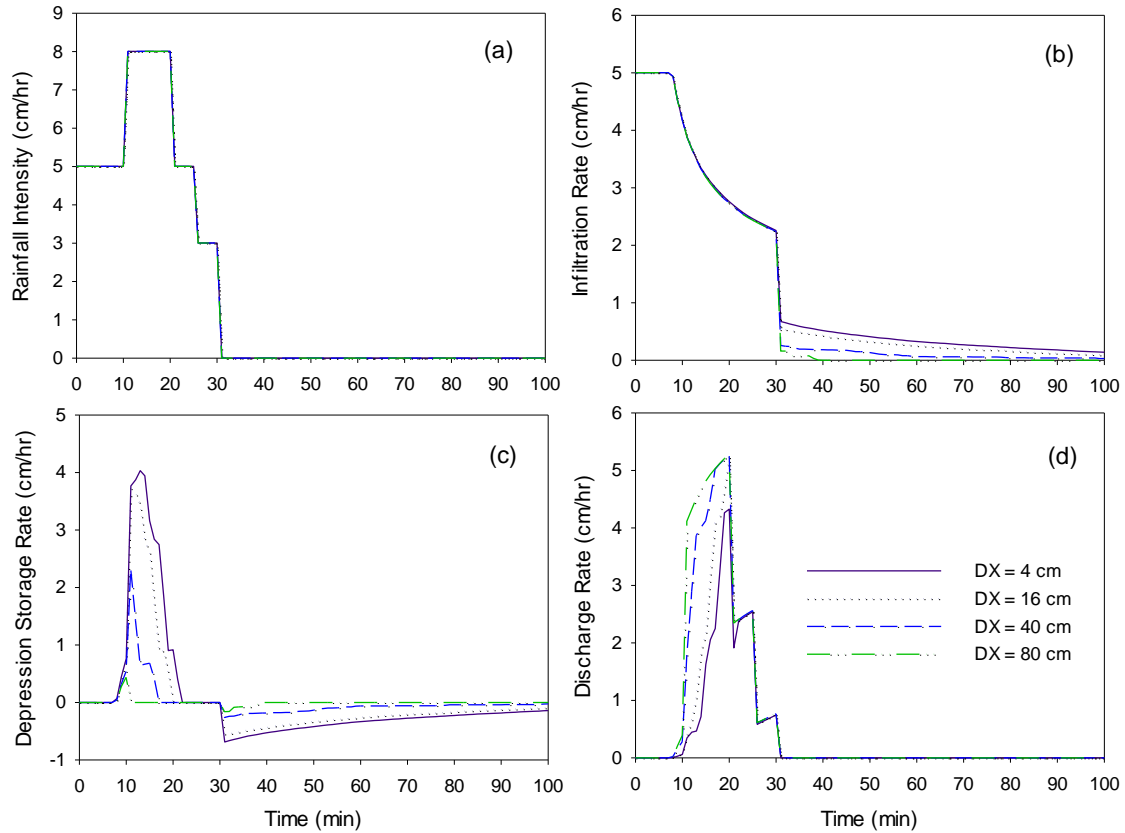 (a)
Rainfall Intensity (cm/hr)
9
8
7
6
5
4
3
2
1
0
0 10 20 30 40 50 60 70 80 90 100
(b)
Infiltration Rate (cm/hr)
6
5
4
3
2
1
0
0 10 20 30 40 50 60 70 80 90 100
(c)
Depression Storage Rate (cm/hr)
5
4
3
2
1
0
-1
0 10 20 30 40 50 60 70 80 90 100
Time (min)
(d)
Discharge Rate (cm/hr)
6
5
4
3
2
1
0
DX = 4 cm
DX = 16 cm
DX = 40 cm
DX = 80 cm
0 10 20 30 40 50 60 70 80 90 100
Time (min)